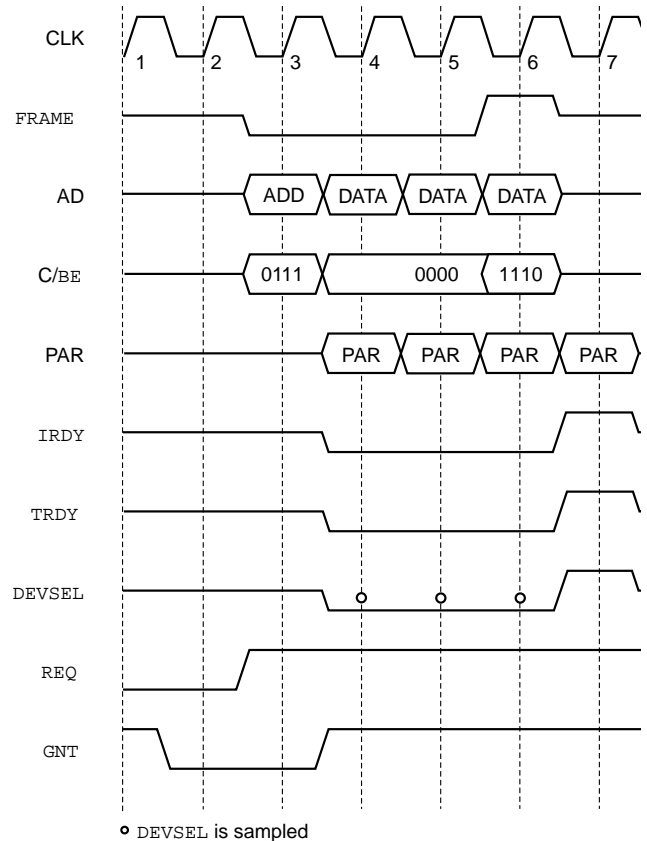 CLK
1 2 3 4 5 6 7
FRAME
AD
ADD DATA DATA DATA
C/BE
0111 0000 1110
PAR
PAR PAR PAR PAR
IRDY
TRDY
DEVSEL
REQ
GNT
DEVSEL is sampled